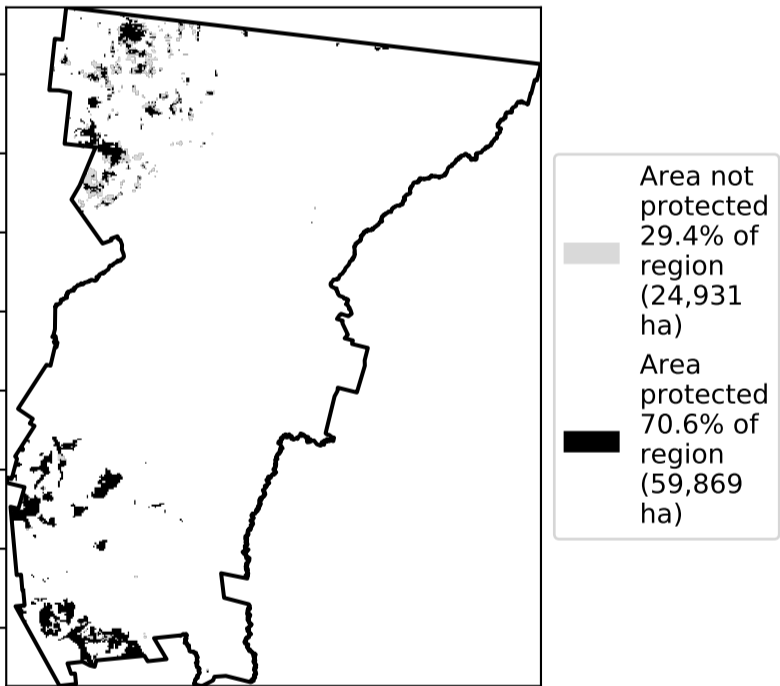 Area not
protected
29.4% of
region
(24,931
ha)
Area
protected
70.6% of
region
(59,869
ha)